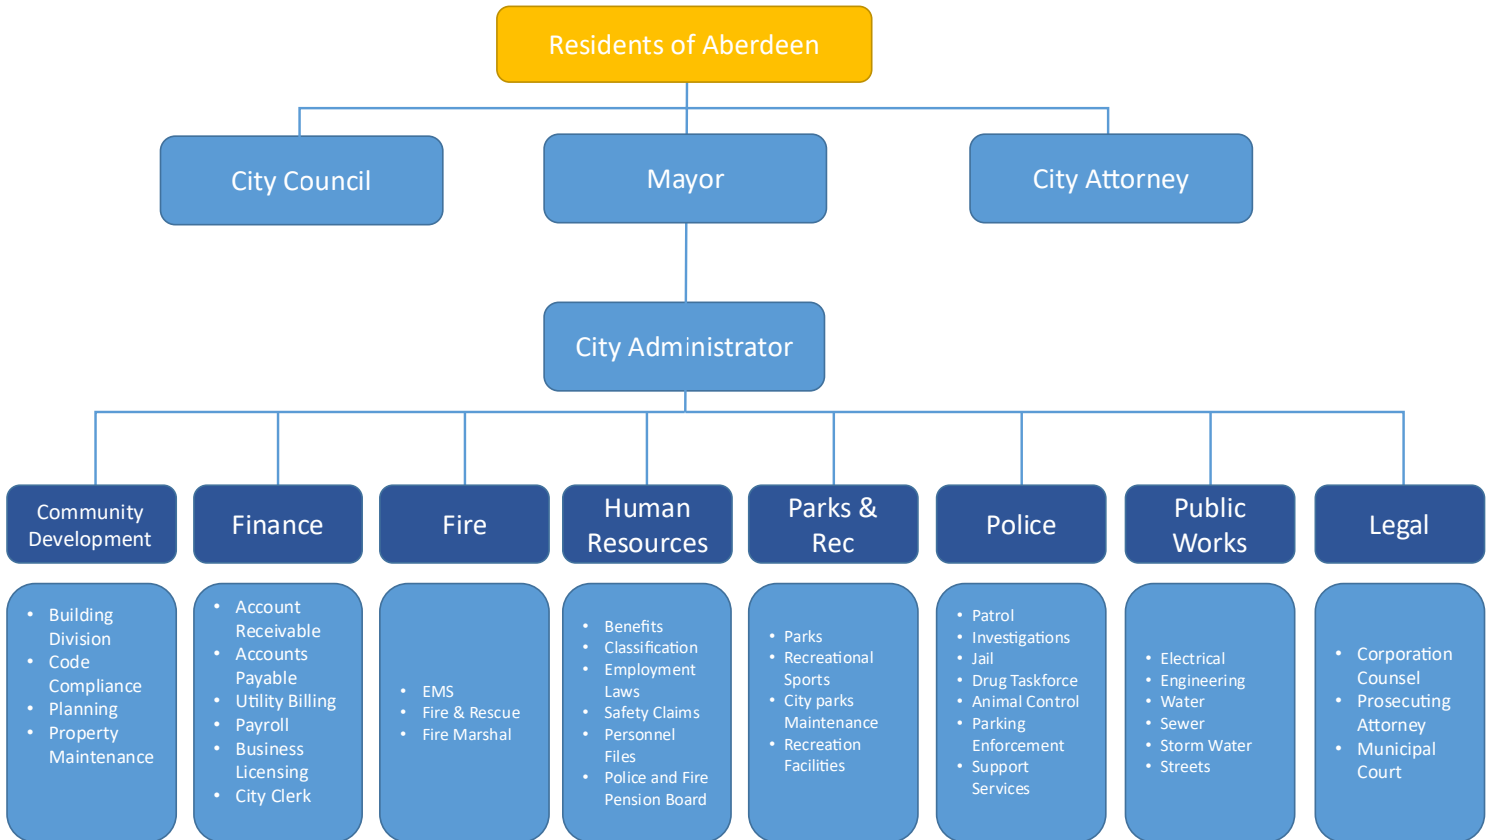 Residents of Aberdeen
City Council
Mayor
City Attorney
City Administrator
Community
Development
Finance
Fire
Human
Resources
Parks &
Rec
Police
Public
Works
Legal
• Building
Division
• Code
Compliance
• Planning
• Property
Maintenance
• Account
Receivable
• Accounts
Payable
• Utility Billing
• Payroll
• Business
Licensing
• City Clerk
• EMS
• Fire & Rescue
• Fire Marshal
• Benefits
• Classification
• Employment
Laws
• Safety Claims
• Personnel
Files
• Police and Fire
Pension Board
• Parks
• Recreational
Sports
• City parks
Maintenance
• Recreation
Facilities
• Patrol
• Investigations
• Jail
• Drug Taskforce
• Animal Control
• Parking
Enforcement
• Support
Services
• Electrical
• Engineering
• Water
• Sewer
• Storm Water
• Streets
• Corporation
Counsel
• Prosecuting
Attorney
• Municipal
Court